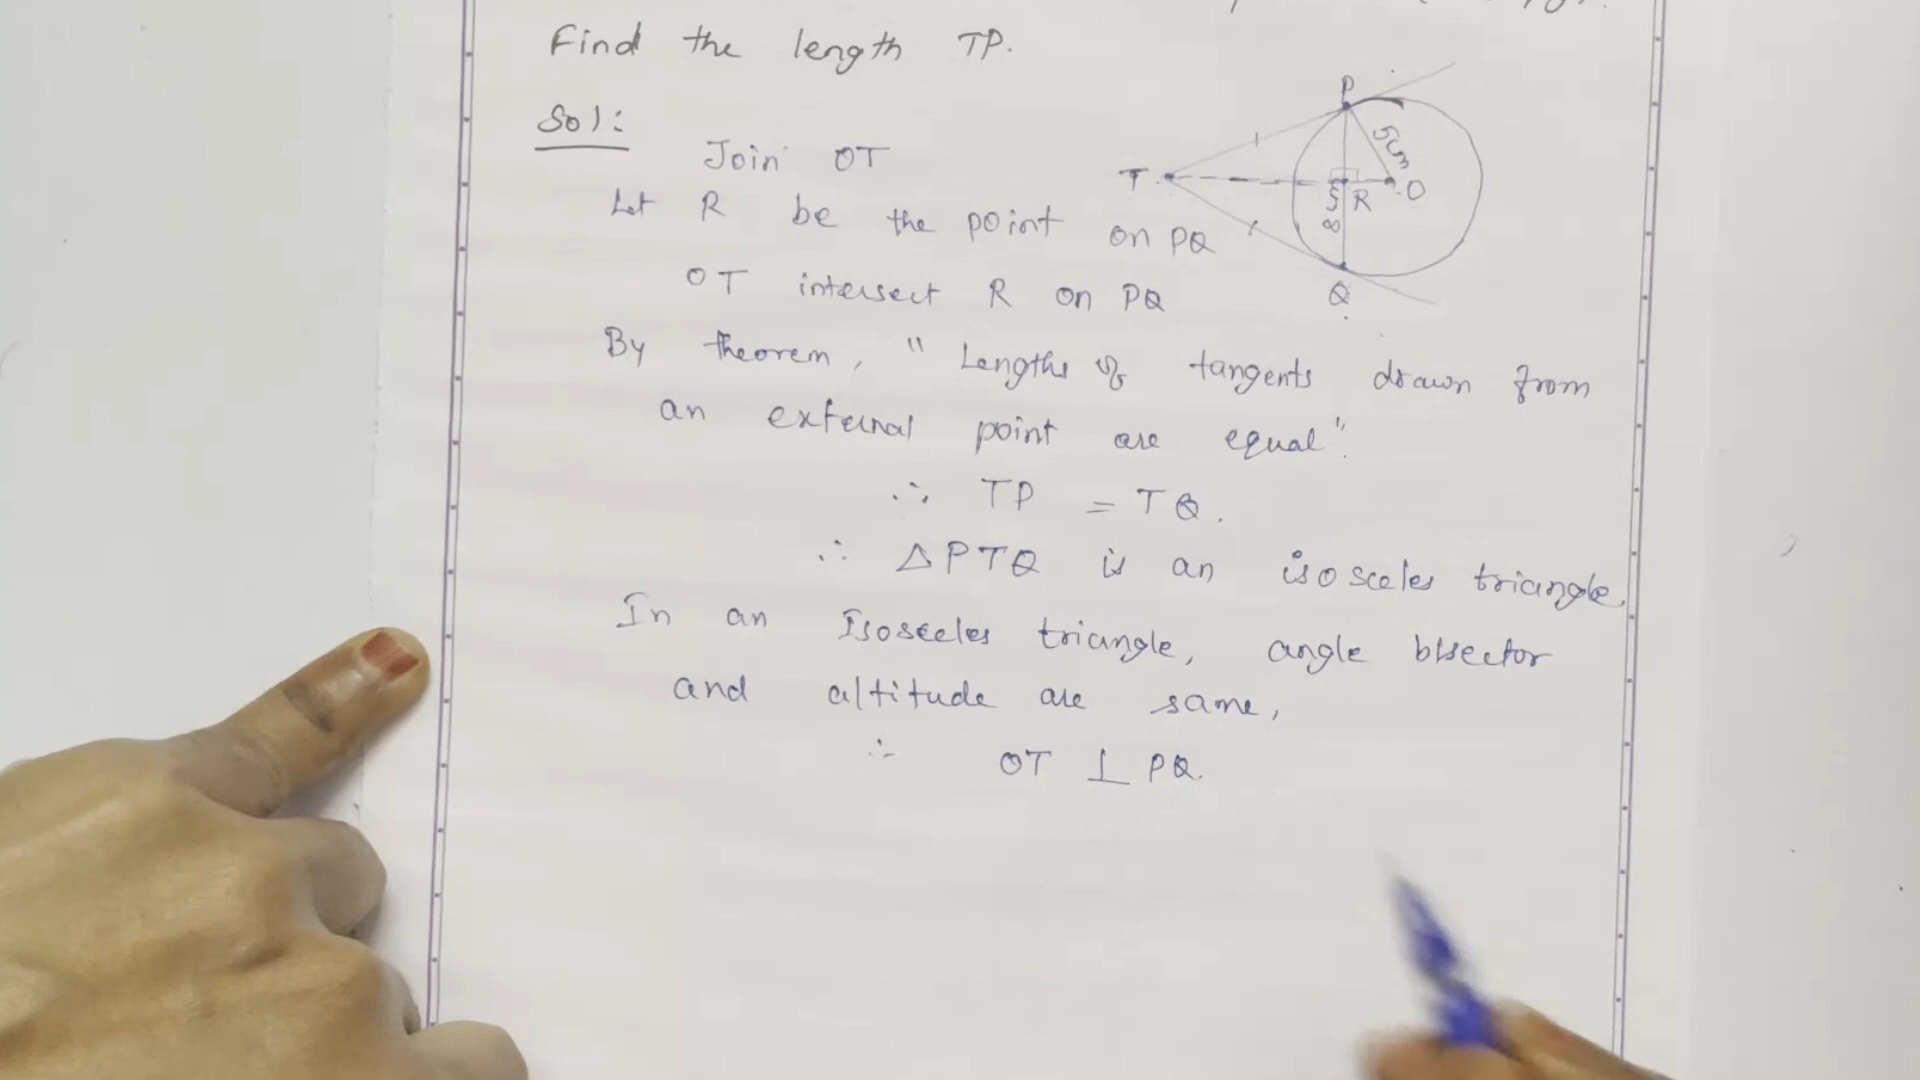 Find the length TP.
Sol:
Join OT
Let R be the point on PQ
OT intersect R on PQ
By theorem, "Lengths of tangents drawn from
an external point are equal".
∴ TP = TQ.
∴ △PTQ is an isosceles triangle,
In an Isosceles triangle, angle bisector
and altitude are same,
∴ OT ⊥ PQ.
P
5cm
T
R
O
8
Q